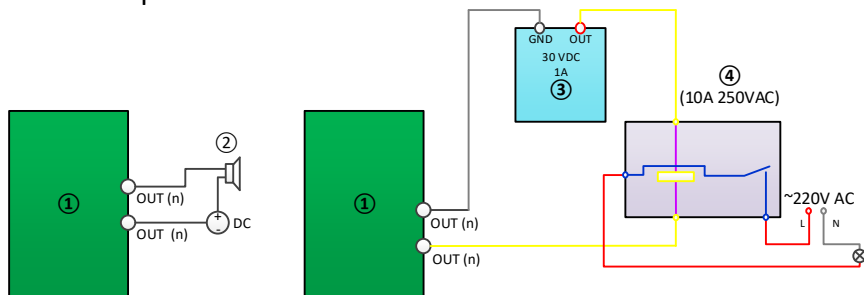 ①
②
OUT (n)
+
-
DC
OUT (n)
①
OUT (n)
OUT (n)
GND OUT
30 VDC
1A
③
④
(10A 250VAC)
~220V AC
L N